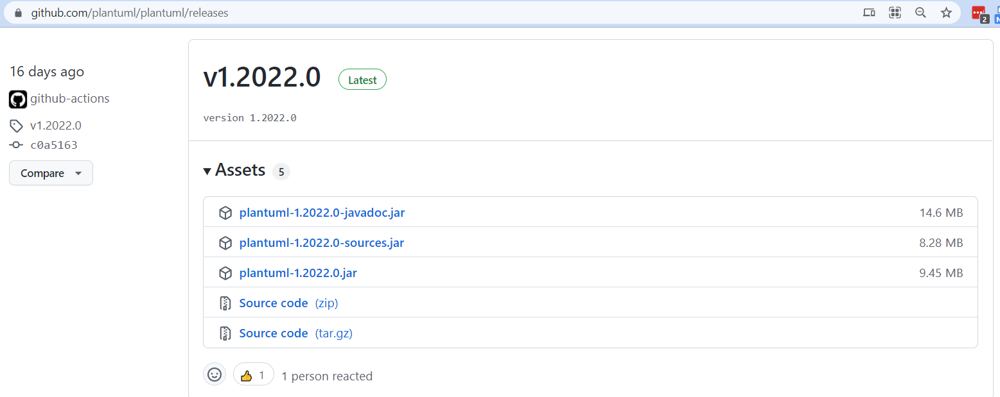 github.com/plantuml/plantuml/releases
2
16 days ago
github-actions
v1.2022.0
c0a5163
Compare
v1.2022.0 Latest
version 1.2022.0
Assets 5
plantuml-1.2022.0-javadoc.jar 14.6 MB
plantuml-1.2022.0-sources.jar 8.28 MB
plantuml-1.2022.0.jar 9.45 MB
Source code (zip)
Source code (tar.gz)
👍 1 1 person reacted